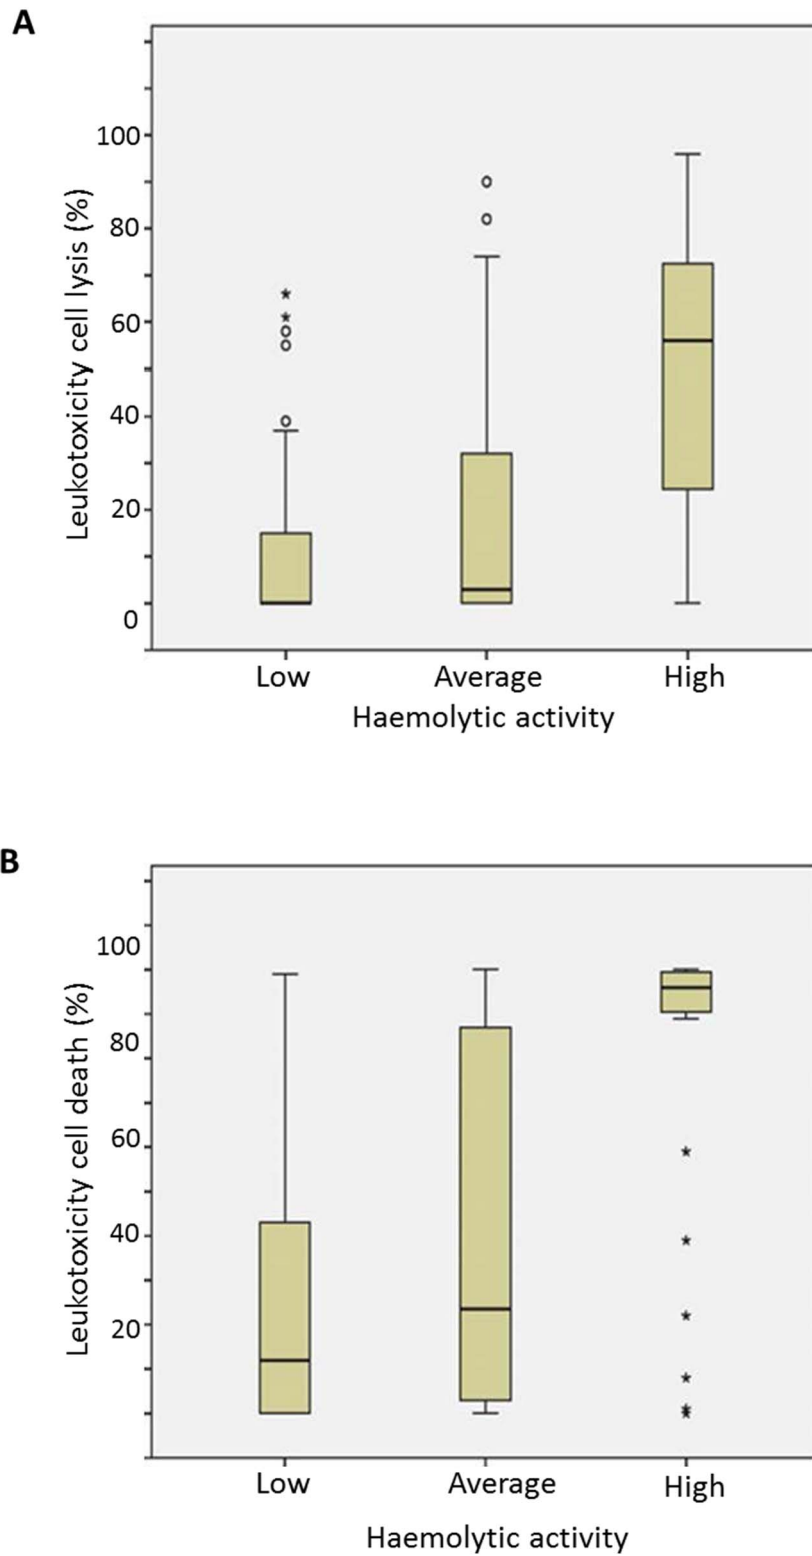 A
Leukotoxicity cell lysis (%)
100
80
60
40
20
0
Low Average High
Haemolytic activity
B
Leukotoxicity cell death (%)
100
80
60
40
20
Low Average High
Haemolytic activity